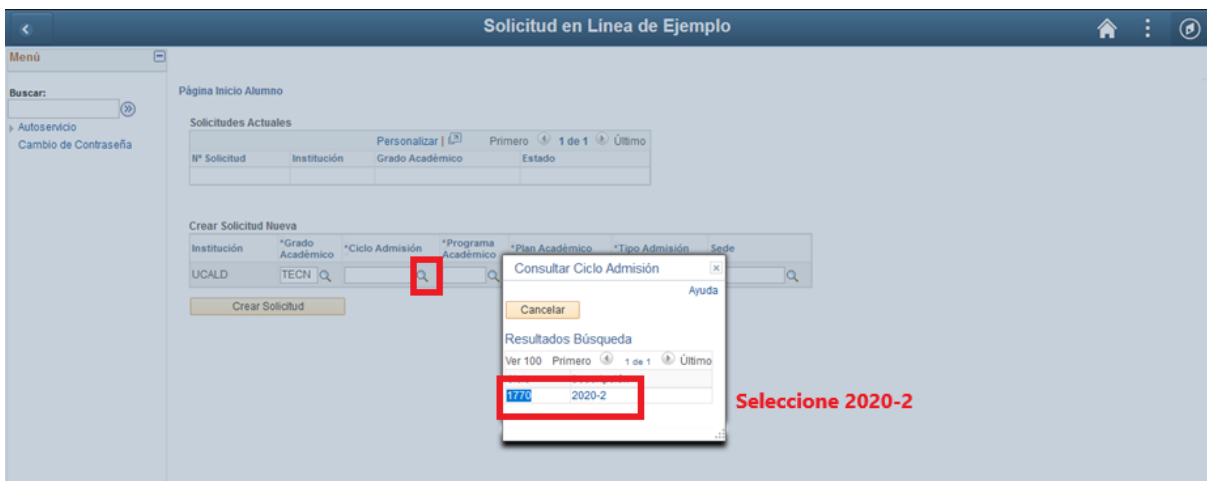 Solicitud en Línea de Ejemplo
Menú
Buscar:
Autoservicio
Cambio de Contraseña
Página Inicio Alumno
Solicitudes Actuales
Personalizar | Primero 1 de 1 Último
Nº Solicitud Institución Grado Académico Estado
Crear Solicitud Nueva
Institución *Grado Académico *Ciclo Admisión *Programa Académico *Plan Académico *Tipo Admisión Sede
UCALD TECN
Crear Solicitud
Consultar Ciclo Admisión
Ayuda
Cancelar
Resultados Búsqueda
Ver 100 Primero 1 de 1 Último
1770 2020-2
Seleccione 2020-2